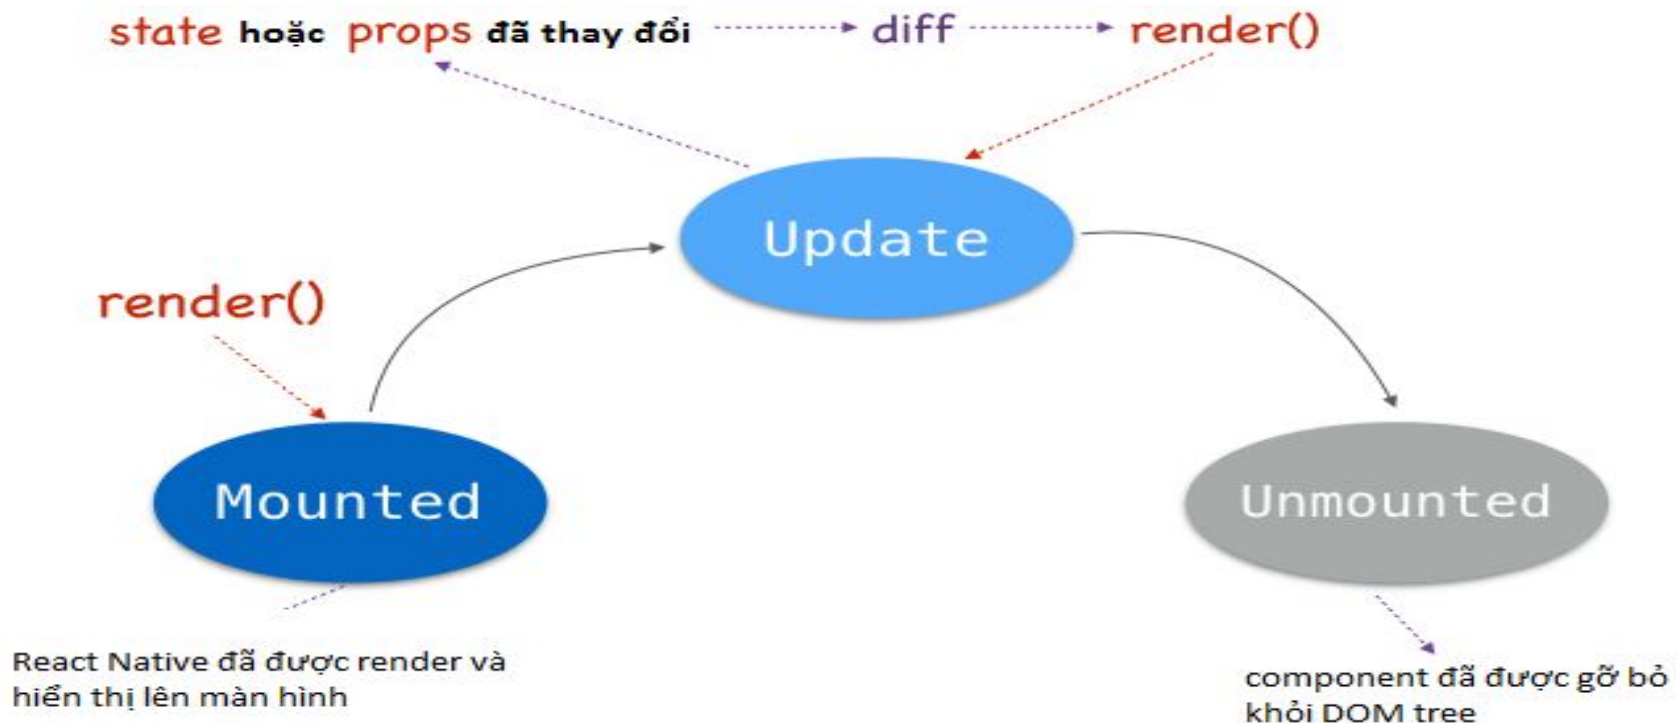 state hoặc props đã thay đổi diff render()
Update
render()
Mounted
Unmounted
React Native đã được render và
hiển thị lên màn hình
component đã được gỡ bỏ
khỏi DOM tree